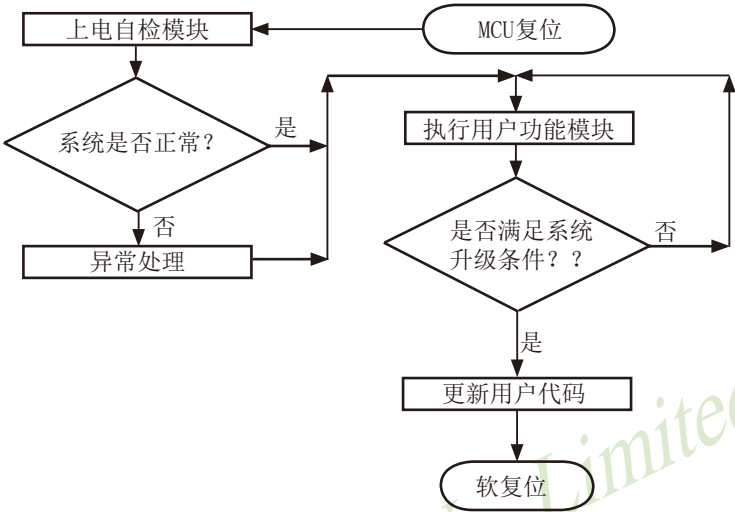 上电自检模块
MCU复位
系统是否正常？
是
否
异常处理
执行用户功能模块
是否满足系统
升级条件？？
否
是
更新用户代码
软复位
Limited